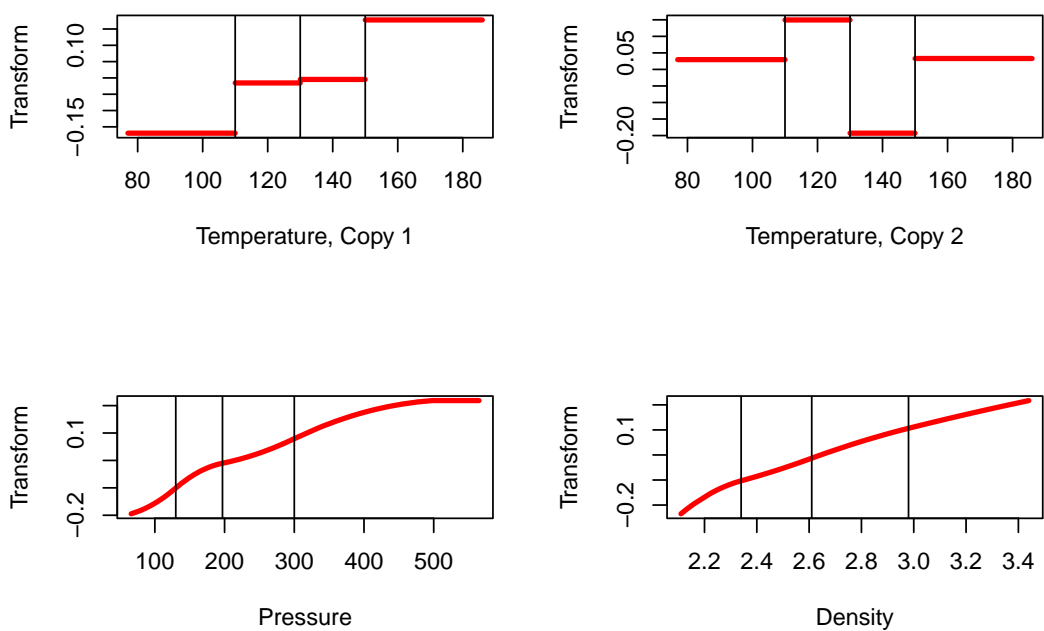 Transform
0.10
−0.15
80 100 120 140 160 180
Temperature, Copy 1
Transform
0.05
−0.20
80 100 120 140 160 180
Temperature, Copy 2
Transform
0.1
−0.2
100 200 300 400 500
Pressure
Transform
0.1
−0.2
2.2 2.4 2.6 2.8 3.0 3.2 3.4
Density